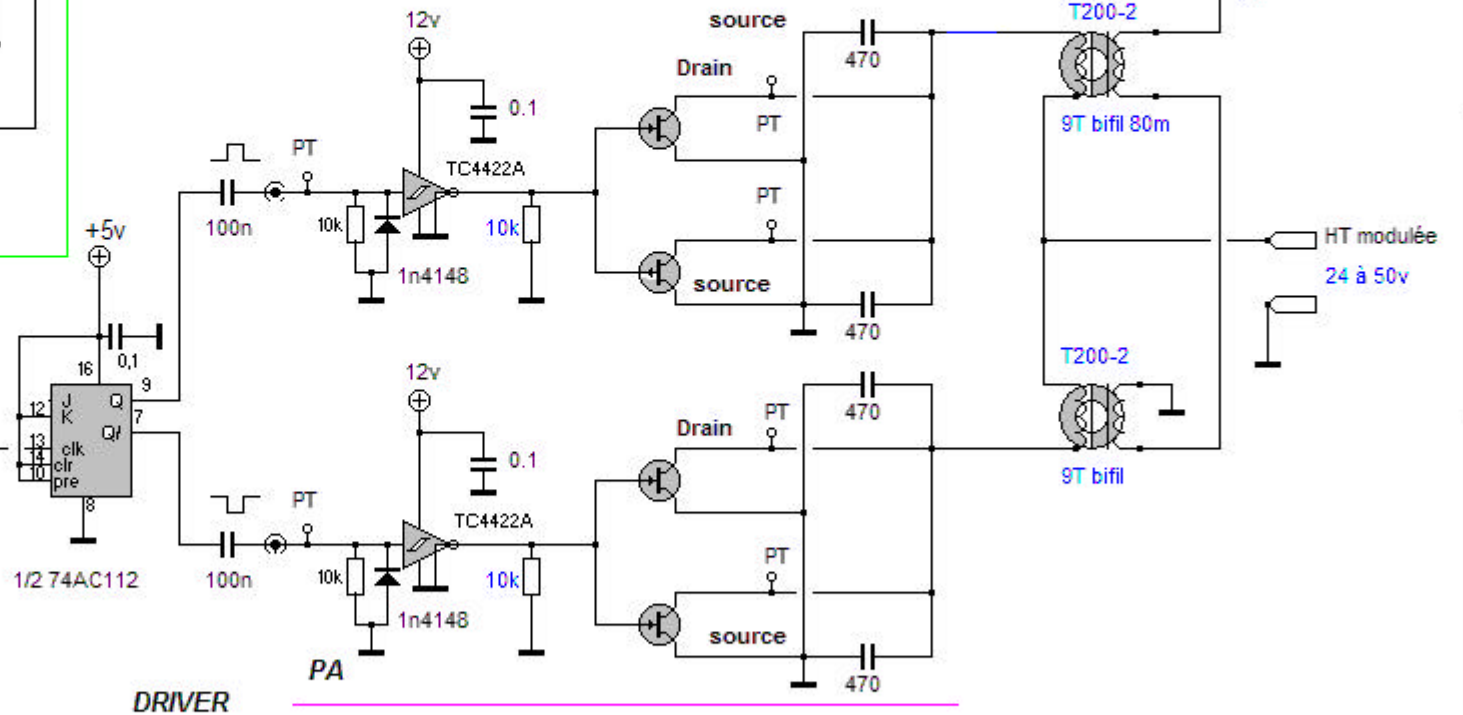 T200-2
12v
source
470
Drain
0.1
PT
9T bifil 80m
PT
TC4422A
PT
100n
10k
10k
+5v
HT modulée
1n4148
source
24 à 50v
470
0,1
16
9
T200-2
12v
J
Q
12
K
7
470
PT
Q/
Drain
13
clk
14
clr
0.1
10
pre
9T bifil
8
PT
TC4422A
PT
1/2 74AC112
100n
10k
10k
1n4148
source
PA
470
DRIVER